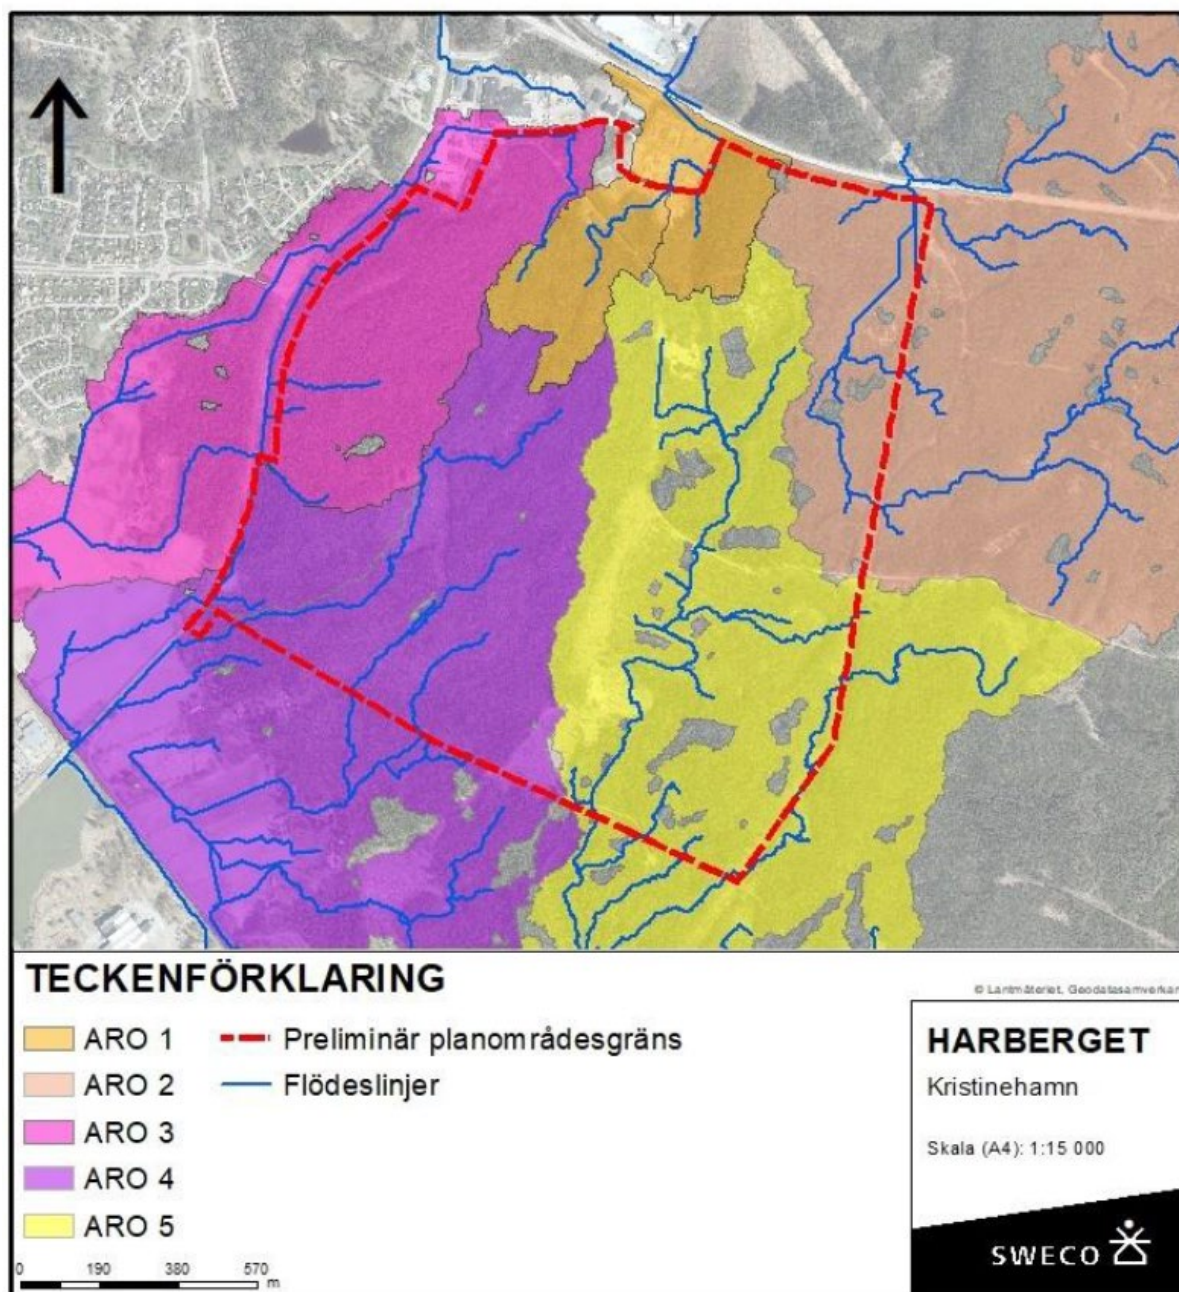 TECKENFÖRKLARING
ARO 1
ARO 2
ARO 3
ARO 4
ARO 5
Preliminär planområdesgräns
Flödeslinjer
0 190 380 570 m
© Lantmäteriet, Geodatasamverkan
HARBERGET
Kristinehamn
Skala (A4): 1:15 000
SWECO